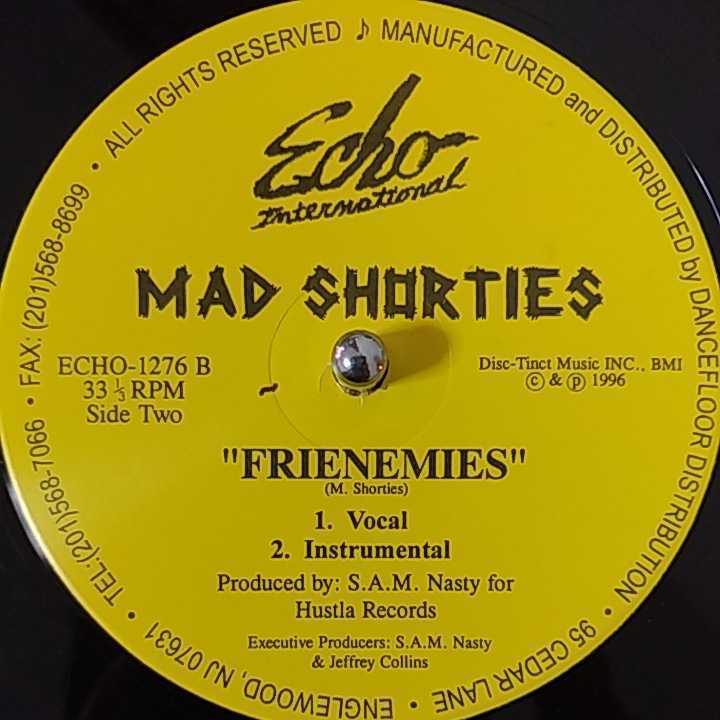 ALL RIGHTS RESERVED ♪ MANUFACTURED and DISTRIBUTED by DANCEFLOOR DISTRIBUTION • 95 CEDAR LANE • ENGLEWOOD, NJ 07631 • TEL:(201)568-7066 • FAX: (201)568-8699 •
Echo
International
MAD SHORTIES
ECHO-1276 B
33 ⅓ RPM
Side Two
Disc-Tinct Music INC., BMI
© & ℗ 1996
"FRIENEMIES"
(M. Shorties)
1. Vocal
2. Instrumental
Produced by: S.A.M. Nasty for
Hustla Records
Executive Producers: S.A.M. Nasty
& Jeffrey Collins